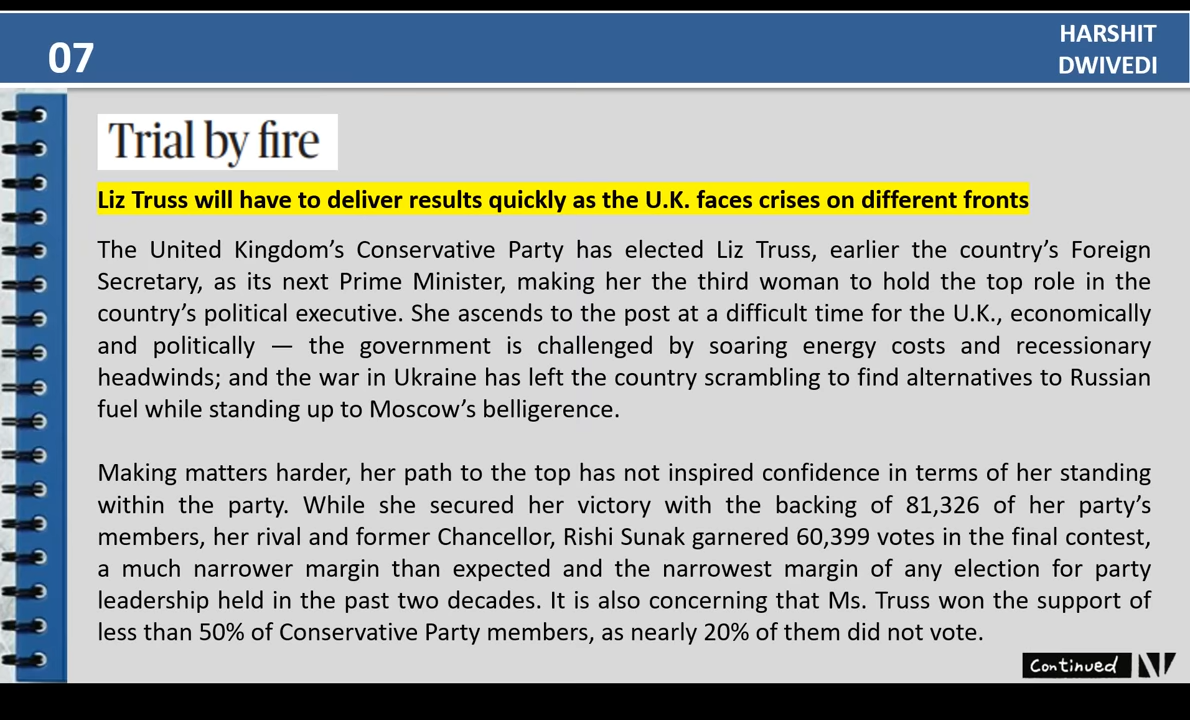 07
HARSHIT
DWIVEDI
Trial by fire
Liz Truss will have to deliver results quickly as the U.K. faces crises on different fronts
The United Kingdom’s Conservative Party has elected Liz Truss, earlier the country’s Foreign
Secretary, as its next Prime Minister, making her the third woman to hold the top role in the
country’s political executive. She ascends to the post at a difficult time for the U.K., economically
and politically — the government is challenged by soaring energy costs and recessionary
headwinds; and the war in Ukraine has left the country scrambling to find alternatives to Russian
fuel while standing up to Moscow’s belligerence.
Making matters harder, her path to the top has not inspired confidence in terms of her standing
within the party. While she secured her victory with the backing of 81,326 of her party’s
members, her rival and former Chancellor, Rishi Sunak garnered 60,399 votes in the final contest,
a much narrower margin than expected and the narrowest margin of any election for party
leadership held in the past two decades. It is also concerning that Ms. Truss won the support of
less than 50% of Conservative Party members, as nearly 20% of them did not vote.
Continued